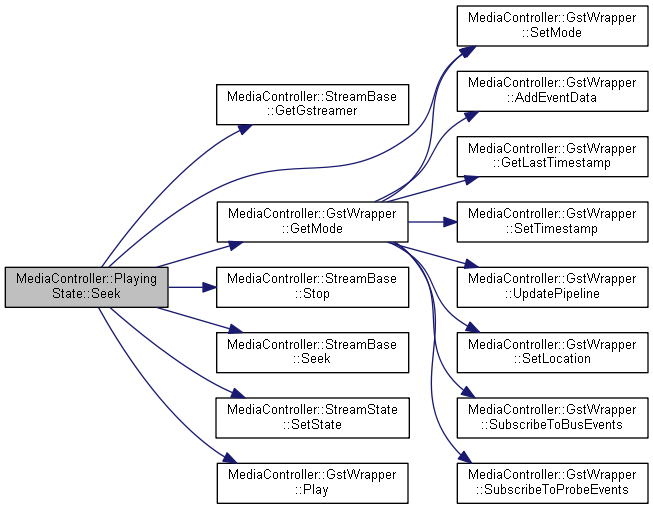 MediaController::GstWrapper
::SetMode
MediaController::StreamBase
::GetGstreamer
MediaController::GstWrapper
::AddEventData
MediaController::GstWrapper
::GetLastTimestamp
MediaController::GstWrapper
::GetMode
MediaController::GstWrapper
::SetTimestamp
MediaController::Playing
State::Seek
MediaController::StreamBase
::Stop
MediaController::GstWrapper
::UpdatePipeline
MediaController::StreamBase
::Seek
MediaController::GstWrapper
::SetLocation
MediaController::StreamState
::SetState
MediaController::GstWrapper
::SubscribeToBusEvents
MediaController::GstWrapper
::Play
MediaController::GstWrapper
::SubscribeToProbeEvents